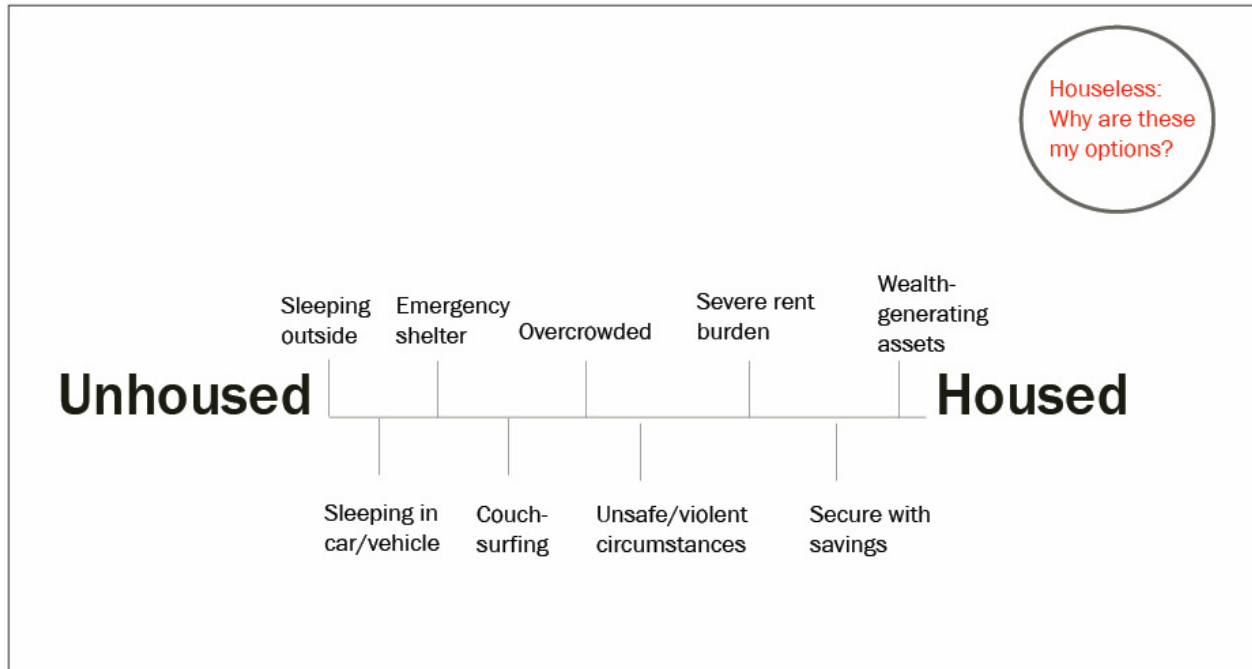 Houseless:
Why are these
my options?
Sleeping
outside
Emergency
shelter
Overcrowded
Severe rent
burden
Wealth-
generating
assets
Unhoused
Housed
Sleeping in
car/vehicle
Couch-
surfing
Unsafe/violent
circumstances
Secure with
savings